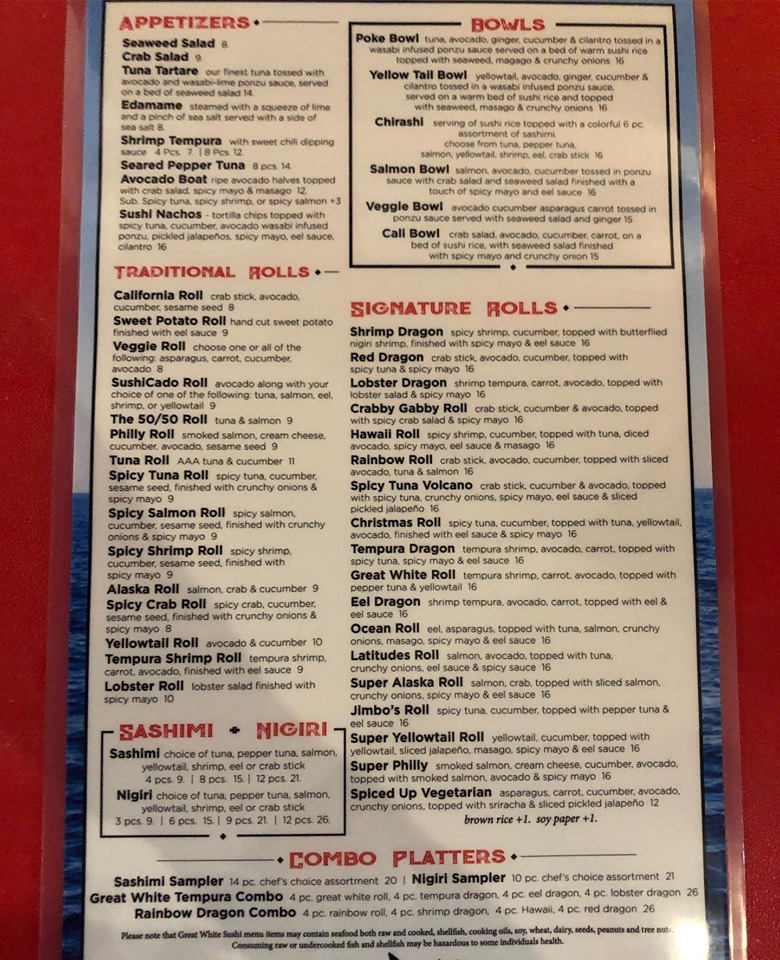 APPETIZERS
Seaweed Salad 8
Crab Salad 9
Tuna Tartare our finest tuna tossed with
avocado and wasabi-lime ponzu sauce, served
on a bed of seaweed salad 14
Edamame steamed with a squeeze of lime
and a pinch of sea salt served with a side of
sea salt 8
Shrimp Tempura with sweet chili dipping
sauce 4 Pcs. 7 | 8 Pcs. 12
Seared Pepper Tuna 8 pcs. 14
Avocado Boat ripe avocado halves topped
with crab salad, spicy mayo & masago 12
Sub. Spicy tuna, spicy shrimp, or spicy salmon +3
Sushi Nachos - tortilla chips topped with
spicy tuna, cucumber, avocado wasabi infused
ponzu, pickled jalapeños, spicy mayo, eel sauce,
cilantro 16
TRADITIONAL ROLLS
California Roll crab stick, avocado,
cucumber, sesame seed 8
Sweet Potato Roll hand cut sweet potato
finished with eel sauce 9
Veggie Roll choose one or all of the
following: asparagus, carrot, cucumber,
avocado 8
SushiCado Roll avocado along with your
choice of one of the following: tuna, salmon, eel,
shrimp, or yellowtail 9
The 50/50 Roll tuna & salmon 9
Philly Roll smoked salmon, cream cheese,
cucumber, avocado, sesame seed 9
Tuna Roll AAA tuna & cucumber 11
Spicy Tuna Roll spicy tuna, cucumber,
sesame seed, finished with crunchy onions &
spicy mayo 9
Spicy Salmon Roll spicy salmon,
cucumber, sesame seed, finished with crunchy
onions & spicy mayo 9
Spicy Shrimp Roll spicy shrimp,
cucumber, sesame seed, finished with
spicy mayo 9
Alaska Roll salmon, crab & cucumber 9
Spicy Crab Roll spicy crab, cucumber,
sesame seed, finished with crunchy onions &
spicy mayo 8
Yellowtail Roll avocado & cucumber 10
Tempura Shrimp Roll tempura shrimp,
carrot, avocado, finished with eel sauce 9
Lobster Roll lobster salad finished with
spicy mayo 10
SASHIMI + NIGIRI
Sashimi choice of tuna, pepper tuna, salmon,
yellowtail, shrimp, eel or crab stick
4 pcs. 9. | 8 pcs. 15. | 12 pcs. 21.
Nigiri choice of tuna, pepper tuna, salmon,
yellowtail, shrimp, eel or crab stick
3 pcs. 9. | 6 pcs. 15. | 9 pcs. 21. | 12 pcs. 26.
BOWLS
Poke Bowl tuna, avocado, ginger, cucumber & cilantro tossed in a
wasabi infused ponzu sauce served on a bed of warm sushi rice
topped with seaweed, magago & crunchy onions 16
Yellow Tail Bowl yellowtail, avocado, ginger, cucumber &
cilantro tossed in a wasabi infused ponzu sauce,
served on a warm bed of sushi rice and topped
with seaweed, masago & crunchy onions 16
Chirashi serving of sushi rice topped with a colorful 6 pc.
assortment of sashimi.
choose from tuna, pepper tuna,
salmon, yellowtail, shrimp, eel, crab stick 16
Salmon Bowl salmon, avocado, cucumber tossed in ponzu
sauce with crab salad and seaweed salad finished with a
touch of spicy mayo and eel sauce 16
Veggie Bowl avocado cucumber asparagus carrot tossed in
ponzu sauce served with seaweed salad and ginger 15
Cali Bowl crab salad, avocado, cucumber, carrot, on a
bed of sushi rice, with seaweed salad finished
with spicy mayo and crunchy onion 15
SIGNATURE ROLLS
Shrimp Dragon spicy shrimp, cucumber, topped with butterflied
nigiri shrimp, finished with spicy mayo & eel sauce 16
Red Dragon crab stick, avocado, cucumber, topped with
spicy tuna & spicy mayo 16
Lobster Dragon shrimp tempura, carrot, avocado, topped with
lobster salad & spicy mayo 16
Crabby Gabby Roll crab stick, cucumber & avocado, topped
with spicy crab salad & spicy mayo 16
Hawaii Roll spicy shrimp, cucumber, topped with tuna, diced
avocado, spicy mayo, eel sauce & masago 16
Rainbow Roll crab stick, avocado, cucumber, topped with sliced
avocado, tuna & salmon 16
Spicy Tuna Volcano crab stick, cucumber & avocado, topped
with spicy tuna, crunchy onions, spicy mayo, eel sauce & sliced
pickled jalapeño 16
Christmas Roll spicy tuna, cucumber, topped with tuna, yellowtail,
avocado, finished with eel sauce & spicy mayo 16
Tempura Dragon tempura shrimp, avocado, carrot, topped with
spicy tuna, spicy mayo & eel sauce 16
Great White Roll tempura shrimp, carrot, avocado, topped with
pepper tuna & yellowtail 16
Eel Dragon shrimp tempura, avocado, carrot, topped with eel &
eel sauce 16
Ocean Roll eel, asparagus, topped with tuna, salmon, crunchy
onions, masago, spicy mayo & eel sauce 16
Latitudes Roll salmon, avocado, topped with tuna,
crunchy onions, eel sauce & spicy sauce 16
Super Alaska Roll salmon, crab, topped with sliced salmon,
crunchy onions, spicy mayo & eel sauce 16
Jimbo's Roll spicy tuna, cucumber, topped with pepper tuna &
eel sauce 16
Super Yellowtail Roll yellowtail, cucumber, topped with
yellowtail, sliced jalapeño, masago, spicy mayo & eel sauce 16
Super Philly smoked salmon, cream cheese, cucumber, avocado,
topped with smoked salmon, avocado & spicy mayo 16
Spiced Up Vegetarian asparagus, carrot, cucumber, avocado,
crunchy onions, topped with sriracha & sliced pickled jalapeño 12
brown rice +1. soy paper +1.
COMBO PLATTERS
Sashimi Sampler 14 pc. chef's choice assortment 20 | Nigiri Sampler 10 pc. chef's choice assortment 21
Great White Tempura Combo 4 pc. great white roll, 4 pc. tempura dragon, 4 pc. eel dragon, 4 pc. lobster dragon 26
Rainbow Dragon Combo 4 pc. rainbow roll, 4 pc. shrimp dragon, 4 pc. Hawaii, 4 pc. red dragon 26
Please note that Great White Sushi menu items may contain seafood both raw and cooked, shellfish, cooking oils, soy, wheat, dairy, seeds, peanuts and tree nuts.
Consuming raw or undercooked fish and shellfish may be hazardous to some individuals health.